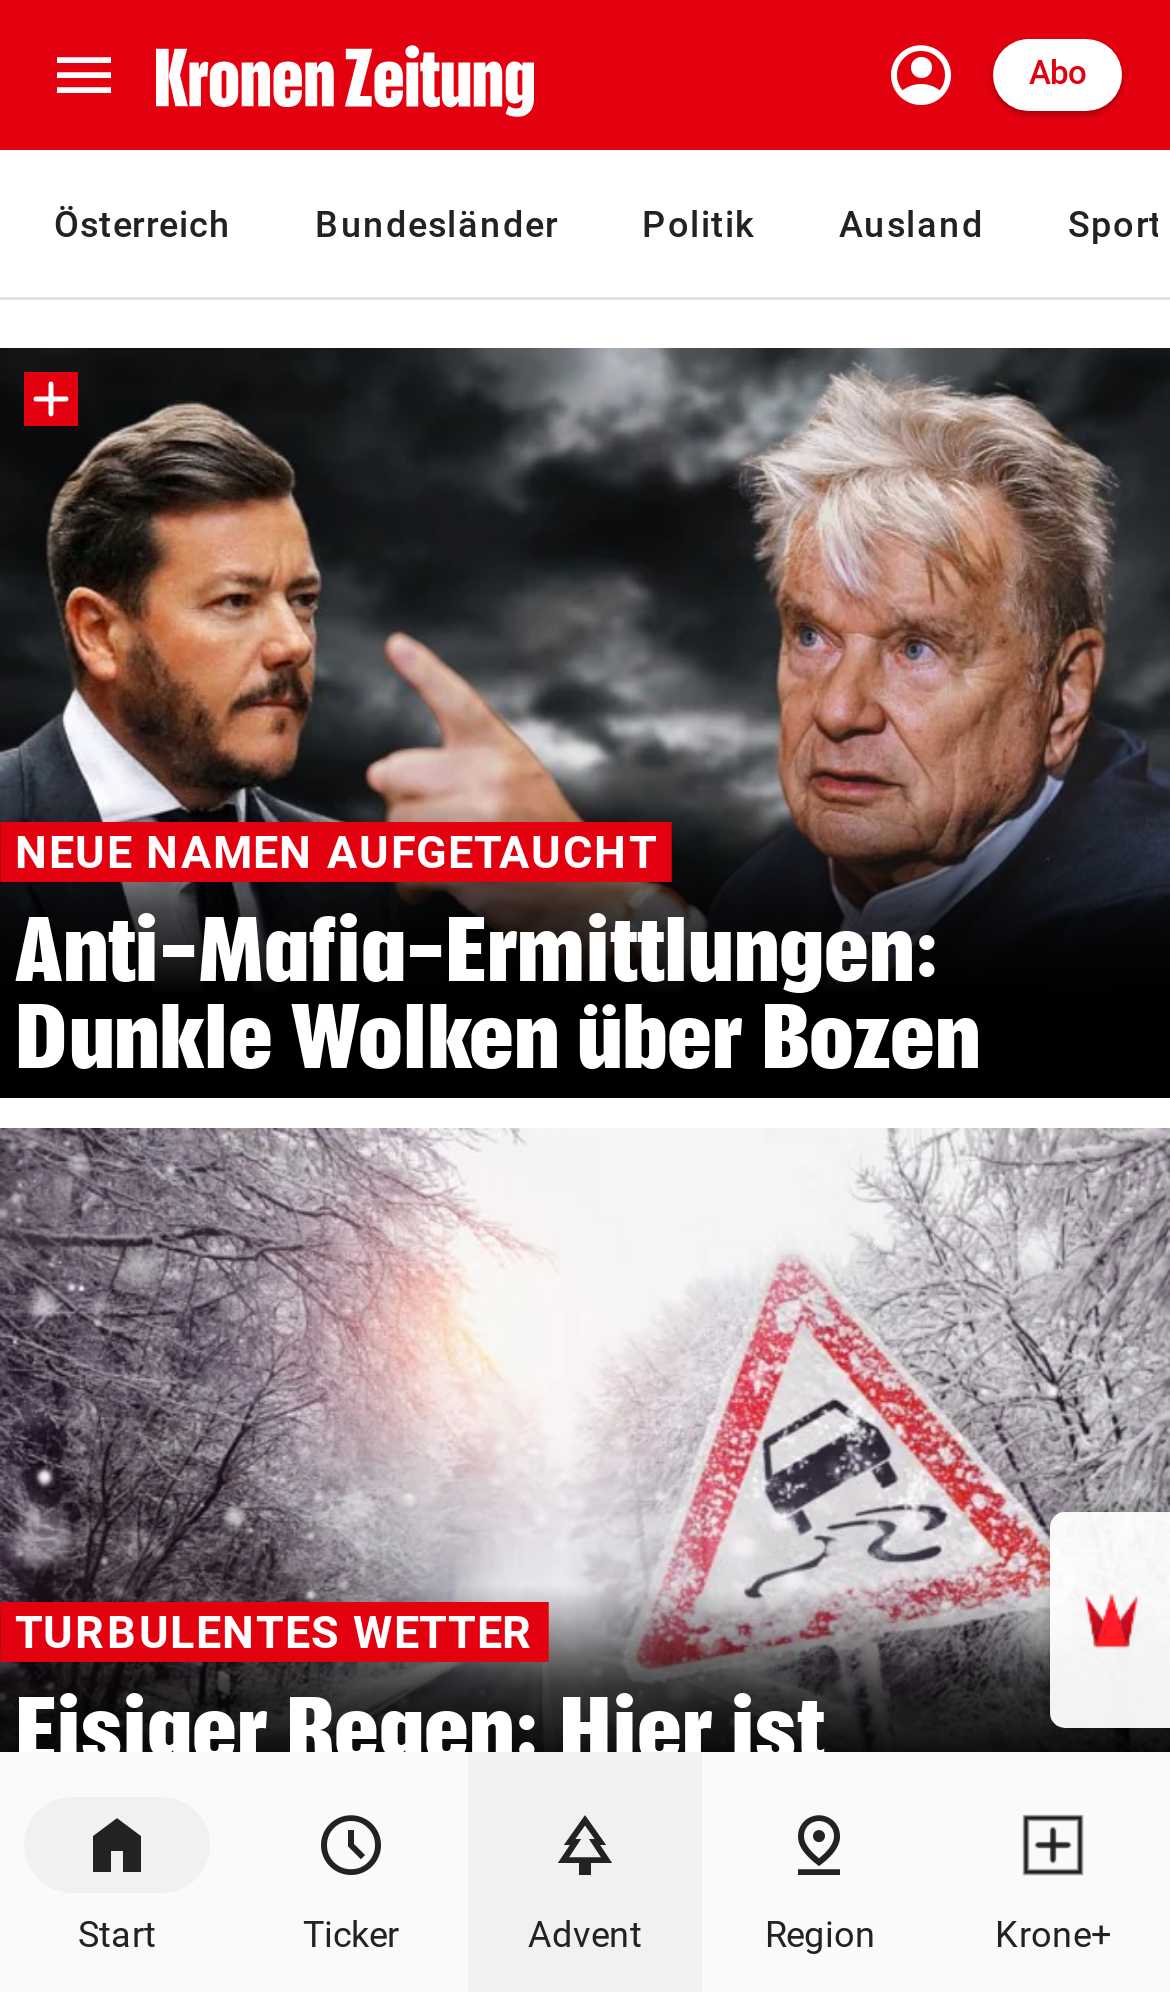 Kronen Zeitung
Abo
Österreich Bundesländer Politik Ausland Sport
NEUE NAMEN AUFGETAUCHT
Anti-Mafia-Ermittlungen:
Dunkle Wolken über Bozen
TURBULENTES WETTER
Eisiger Regen: Hier ist
Start Ticker Advent Region Krone+